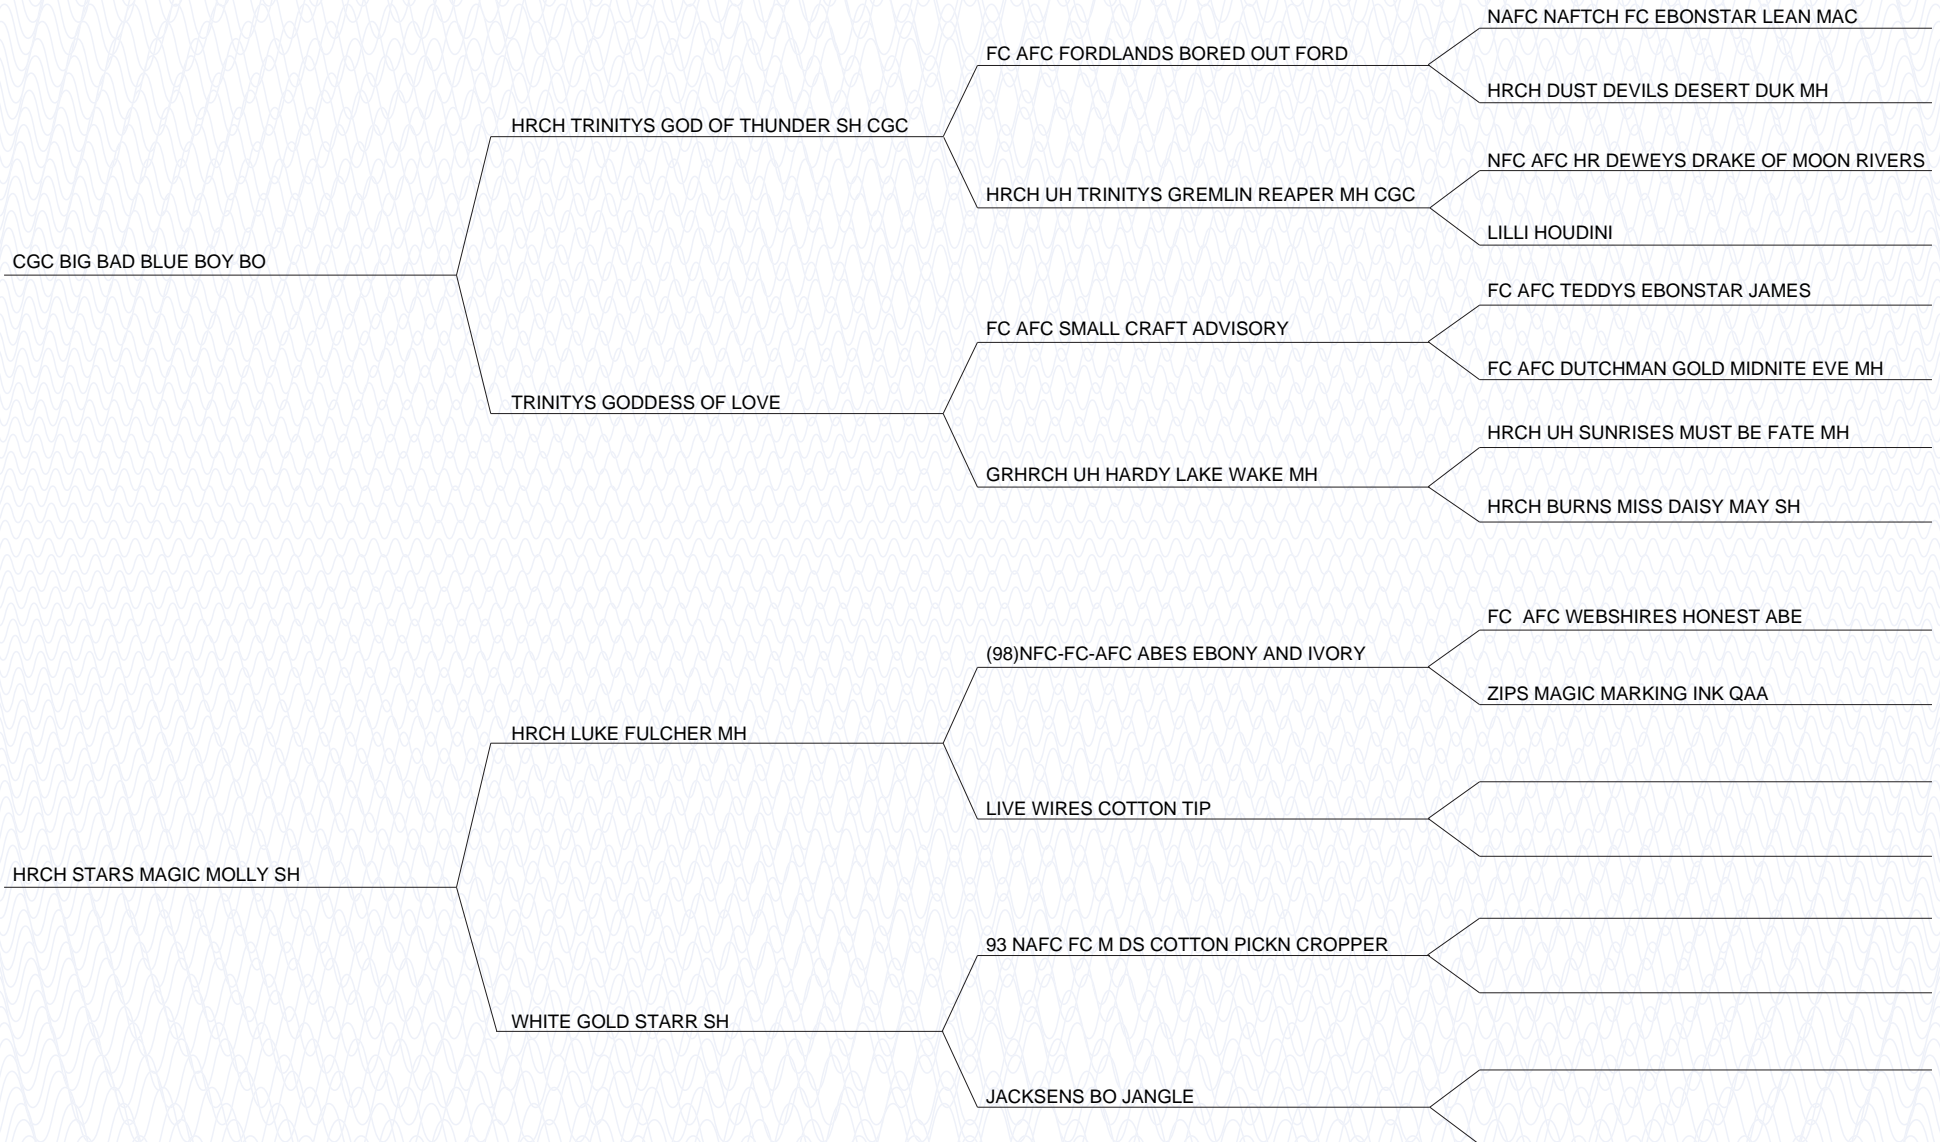 NAFC NAFTCH FC EBONSTAR LEAN MAC
FC AFC FORDLANDS BORED OUT FORD
HRCH DUST DEVILS DESERT DUK MH
HRCH TRINITYS GOD OF THUNDER SH CGC
NFC AFC HR DEWEYS DRAKE OF MOON RIVERS
HRCH UH TRINITYS GREMLIN REAPER MH CGC
LILLI HOUDINI
CGC BIG BAD BLUE BOY BO
FC AFC TEDDYS EBONSTAR JAMES
FC AFC SMALL CRAFT ADVISORY
FC AFC DUTCHMAN GOLD MIDNITE EVE MH
TRINITYS GODDESS OF LOVE
HRCH UH SUNRISES MUST BE FATE MH
GRHRCH UH HARDY LAKE WAKE MH
HRCH BURNS MISS DAISY MAY SH
FC  AFC WEBSHIRES HONEST ABE
(98)NFC-FC-AFC ABES EBONY AND IVORY
ZIPS MAGIC MARKING INK QAA
HRCH LUKE FULCHER MH
LIVE WIRES COTTON TIP
HRCH STARS MAGIC MOLLY SH
93 NAFC FC M DS COTTON PICKN CROPPER
WHITE GOLD STARR SH
JACKSENS BO JANGLE